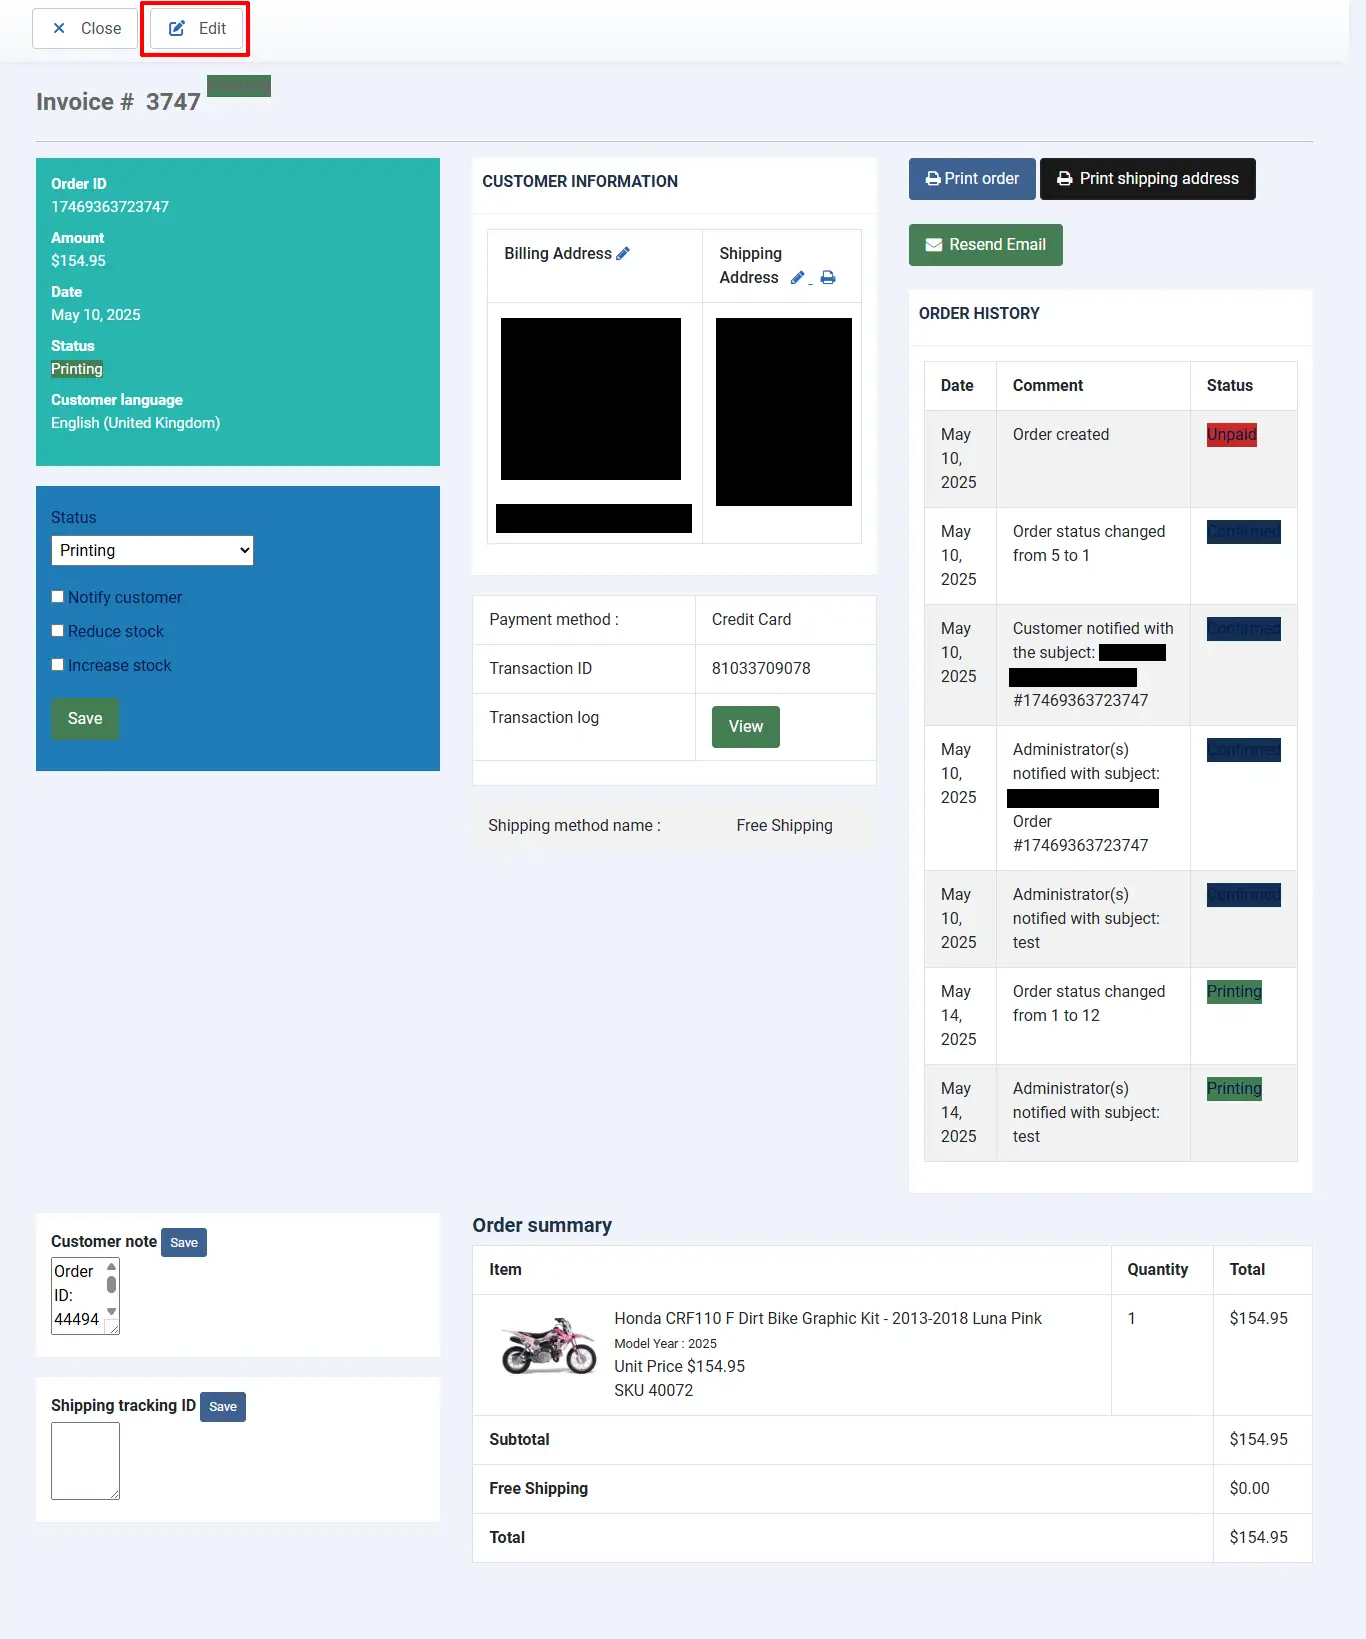 Close
Edit
Invoice # 3747
Order ID
17469363723747
Amount
$154.95
Date
May 10, 2025
Status
Printing
Customer language
English (United Kingdom)
Status
Printing
Notify customer
Reduce stock
Increase stock
Save
CUSTOMER INFORMATION
Billing Address
Shipping
Address
Payment method :
Credit Card
Transaction ID
81033709078
Transaction log
View
Shipping method name :
Free Shipping
Print order
Print shipping address
Resend Email
ORDER HISTORY
Date
Comment
Status
May
10,
2025
Order created
Unpaid
May
10,
2025
Order status changed
from 5 to 1
Confirmed
May
10,
2025
Customer notified with
the subject:
#17469363723747
Confirmed
May
10,
2025
Administrator(s)
notified with subject:
Order
#17469363723747
Confirmed
May
10,
2025
Administrator(s)
notified with subject:
test
Confirmed
May
14,
2025
Order status changed
from 1 to 12
Printing
May
14,
2025
Administrator(s)
notified with subject:
test
Printing
Customer note
Save
Order
ID:
44494
Shipping tracking ID
Save
Order summary
Item
Quantity
Total
Honda CRF110 F Dirt Bike Graphic Kit - 2013-2018 Luna Pink
Model Year : 2025
Unit Price $154.95
SKU 40072
1
$154.95
Subtotal
$154.95
Free Shipping
$0.00
Total
$154.95